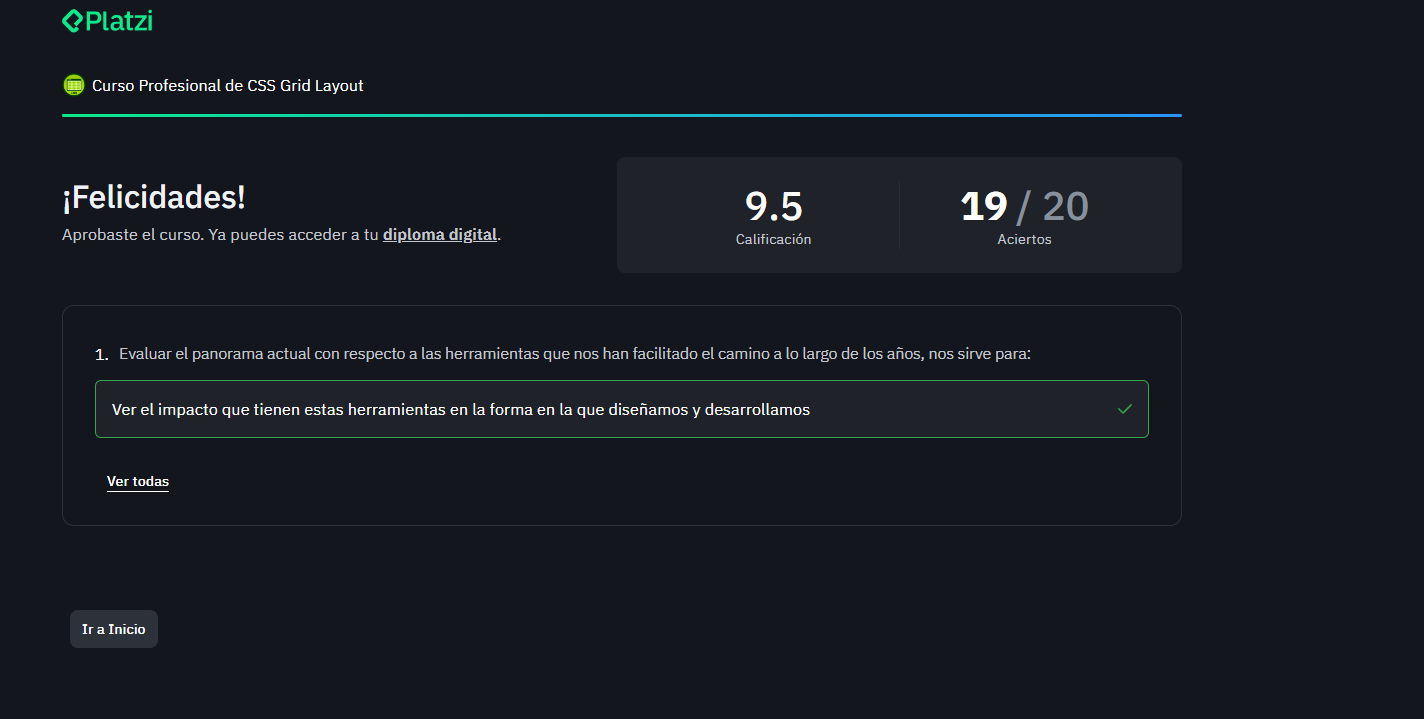 Platzi
Curso Profesional de CSS Grid Layout
¡Felicidades!
Aprobaste el curso. Ya puedes acceder a tu diploma digital.
9.5
Calificación
19 / 20
Aciertos
1. Evaluar el panorama actual con respecto a las herramientas que nos han facilitado el camino a lo largo de los años, nos sirve para:
Ver el impacto que tienen estas herramientas en la forma en la que diseñamos y desarrollamos
Ver todas
Ir a Inicio